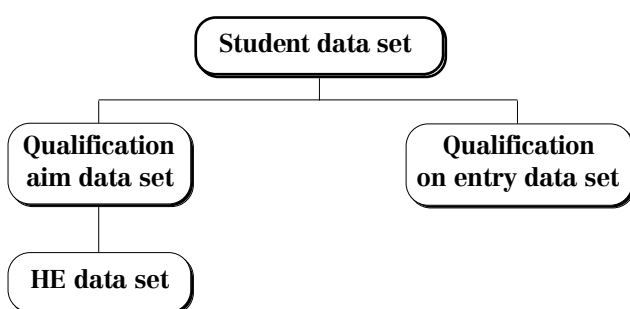 Student data set
Qualification
aim data set
Qualification
on entry data set
HE data set